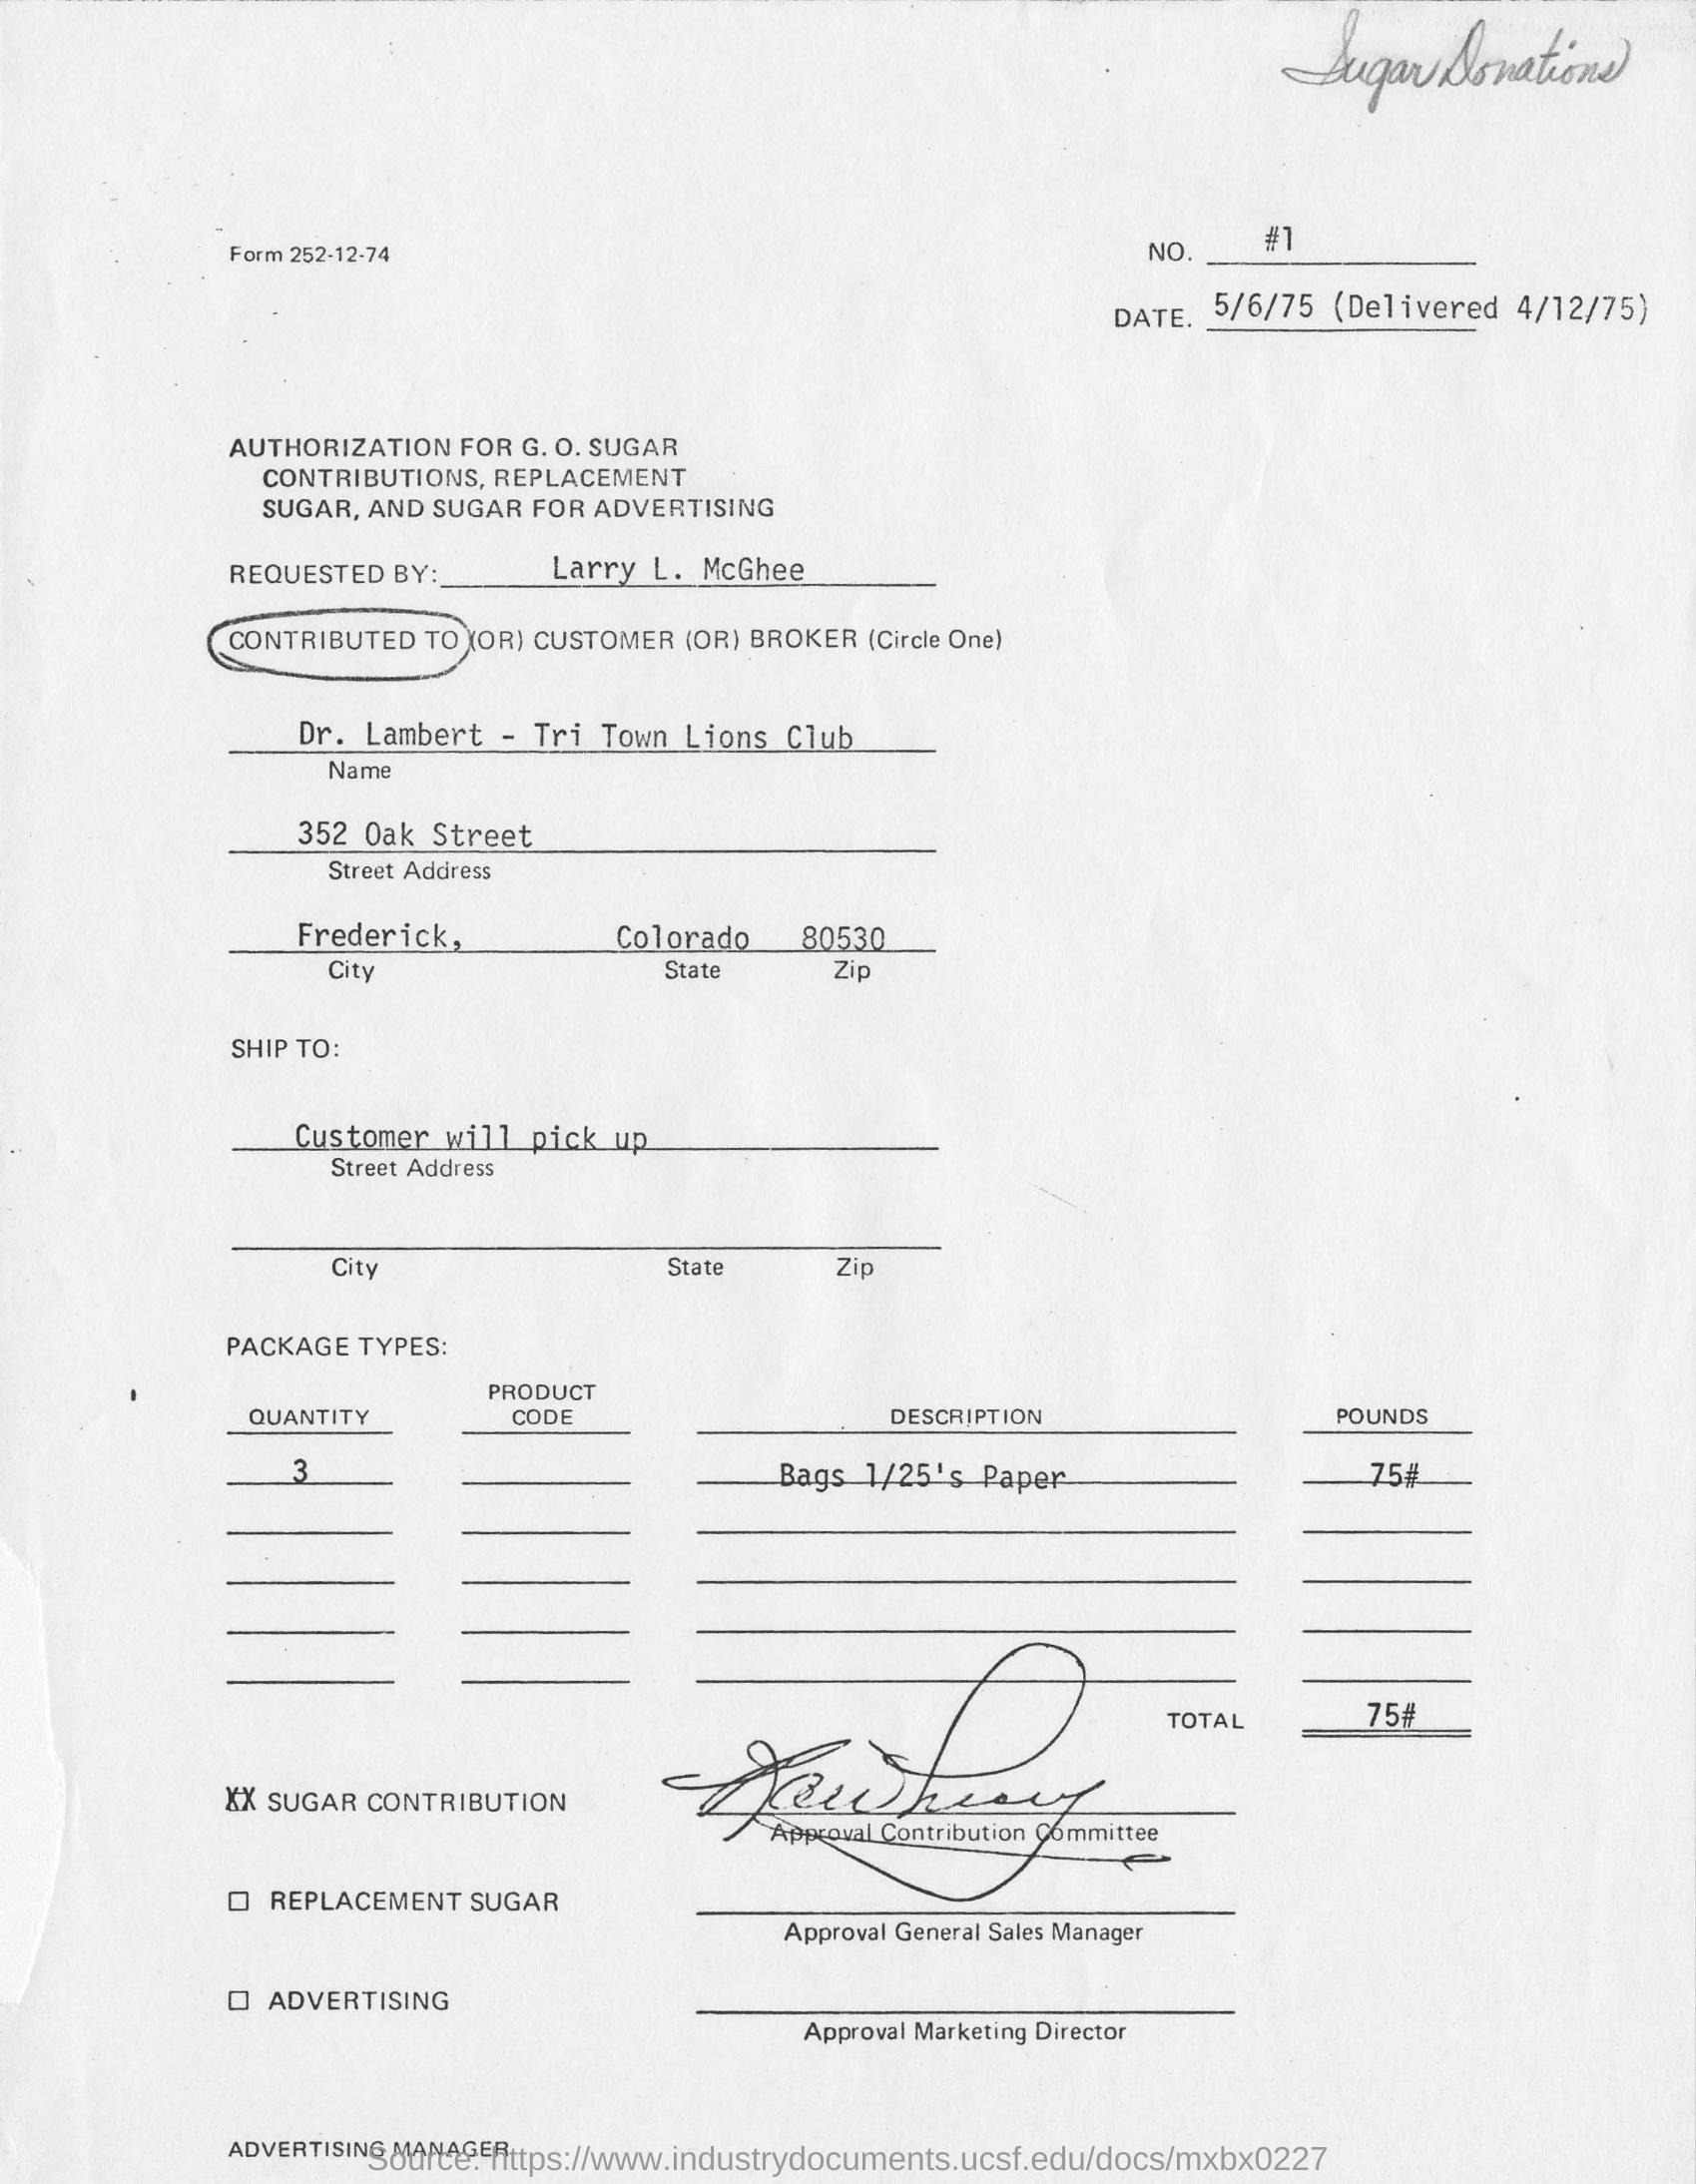 Sugar Donations
Form 252-12-74
NO. #1
DATE. 5/6/75 (Delivered 4/12/75)
AUTHORIZATION FOR G. O. SUGAR
CONTRIBUTIONS, REPLACEMENT
SUGAR, AND SUGAR FOR ADVERTISING
REQUESTED BY: Larry L. McGhee
CONTRIBUTED TO (OR) CUSTOMER (OR) BROKER (Circle One)
Dr. Lambert - Tri Town Lions Club
Name
352 Oak Street
Street Address
Frederick, Colorado 80530
City State Zip
SHIP TO:
Customer will pick up
Street Address
City State Zip
PACKAGE TYPES:
QUANTITY PRODUCT CODE DESCRIPTION POUNDS
3 Bags 1/25's Paper 75#
TOTAL 75#
XX SUGAR CONTRIBUTION
Approval Contribution Committee
REPLACEMENT SUGAR
Approval General Sales Manager
ADVERTISING
Approval Marketing Director
ADVERTISING MANAGER
Source: https://www.industrydocuments.ucsf.edu/docs/mxbx0227